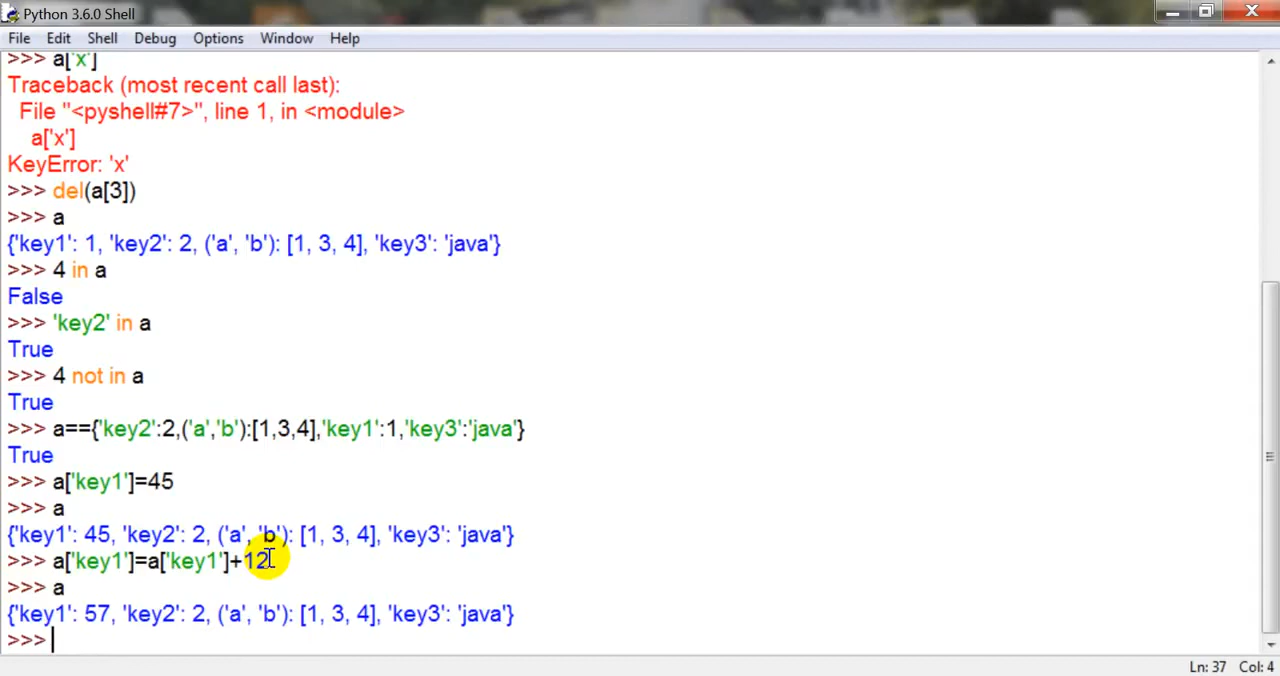 Python 3.6.0 Shell
File Edit Shell Debug Options Window Help
>>> a['x']
Traceback (most recent call last):
  File "<pyshell#7>", line 1, in <module>
    a['x']
KeyError: 'x'
>>> del(a[3])
>>> a
{'key1': 1, 'key2': 2, ('a', 'b'): [1, 3, 4], 'key3': 'java'}
>>> 4 in a
False
>>> 'key2' in a
True
>>> 4 not in a
True
>>> a=={'key2':2,('a','b'):[1,3,4],'key1':1,'key3':'java'}
True
>>> a['key1']=45
>>> a
{'key1': 45, 'key2': 2, ('a', 'b'): [1, 3, 4], 'key3': 'java'}
>>> a['key1']=a['key1']+12
>>> a
{'key1': 57, 'key2': 2, ('a', 'b'): [1, 3, 4], 'key3': 'java'}
>>>
Ln: 37 Col: 4